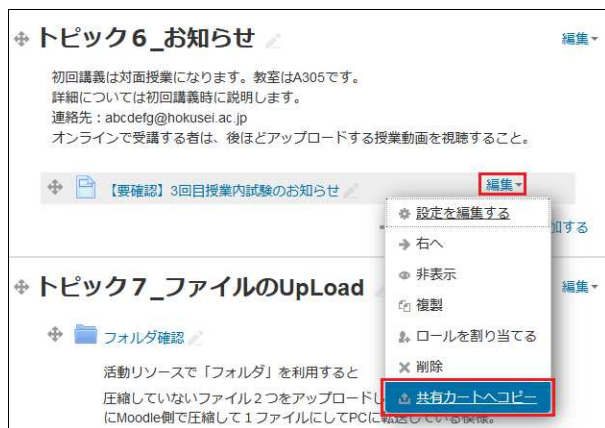 トピック6_お知らせ
編集
初回講義は対面授業になります。教室はA305です。
詳細については初回講義時に説明します。
連絡先：abcdefg@hokusei.ac.jp
オンラインで受講する者は、後ほどアップロードする授業動画を視聴すること。
【要確認】3回目授業内試験のお知らせ
編集
設定を編集する
加する
右へ
トピック7_ファイルのUpLoad
編集
非表示
複製
フォルダ確認
ロールを割り当てる
活動リソースで「フォルダ」を利用すると
削除
圧縮していないファイル2つをアップロードし
共有カートへコピー
にMoodle側で圧縮して1ファイルにしてPCに転送している模様。